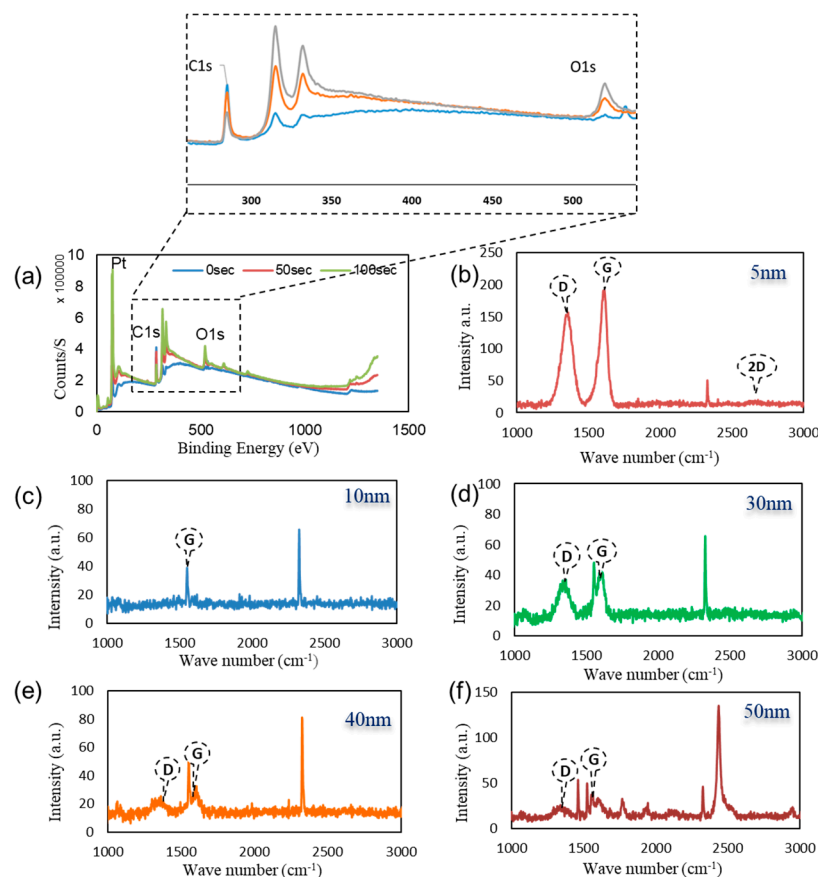 C1s
O1s
300 350 400 450 500
(a)
x 100000
10
8
6
4
2
0
Counts/S
Pt
0sec 50sec 100sec
C1s
O1s
0 500 1000 1500
Binding Energy (eV)
(b)
250
200
150
100
50
0
Intensity a.u.
D
G
5nm
2D
1000 1500 2000 2500 3000
Wave number (cm-1)
(c)
100
80
60
40
20
0
Internsity (a.u.)
G
10nm
1000 1500 2000 2500 3000
Wave number (cm-1)
(d)
100
80
60
40
20
0
Intensity (a.u.)
D
G
30nm
1000 1500 2000 2500 3000
Wave number (cm-1)
(e)
100
80
60
40
20
0
Intensity (a.u.)
D
G
40nm
1000 1500 2000 2500 3000
Wave number (cm-1)
(f)
150
100
50
0
Intensity (a.u.)
D
G
50nm
1000 1500 2000 2500 3000
Wave number (cm-1)